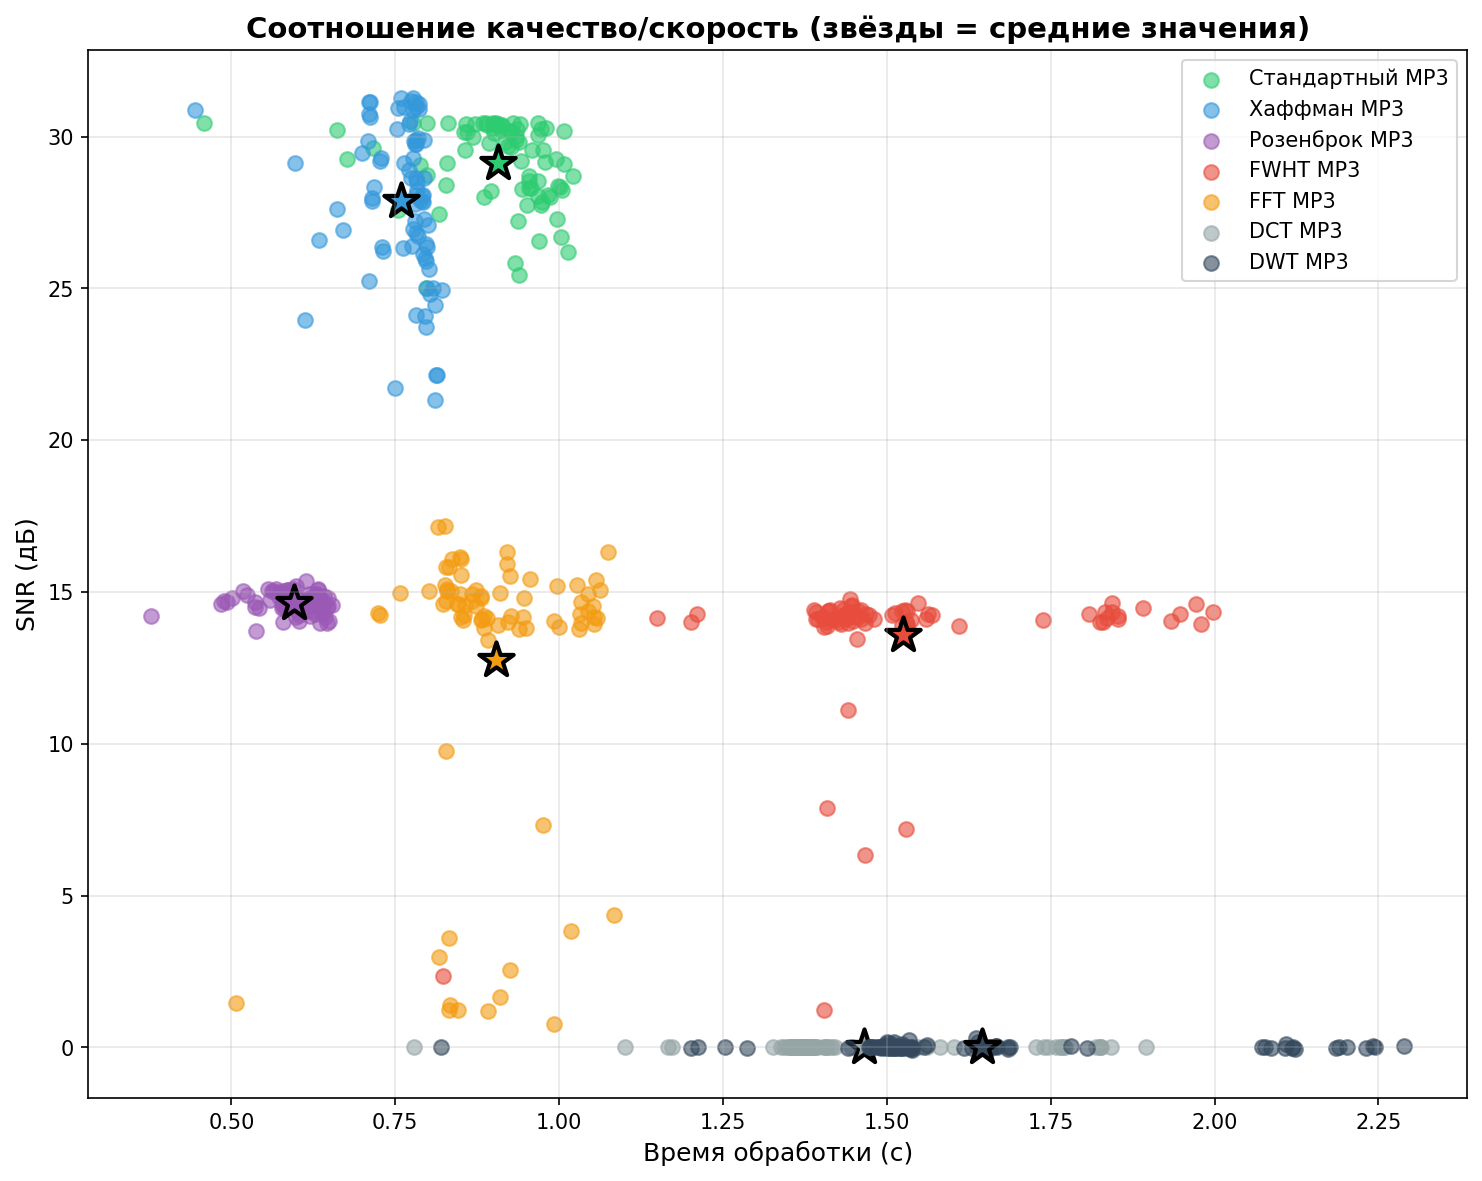 Соотношение качество/скорость (звёзды = средние значения)
Стандартный MP3
Хаффман MP3
Розенброк MP3
FWHT MP3
FFT MP3
DCT MP3
DWT MP3
SNR (дБ)
30
25
20
15
10
5
0
0.50 0.75 1.00 1.25 1.50 1.75 2.00 2.25
Время обработки (с)